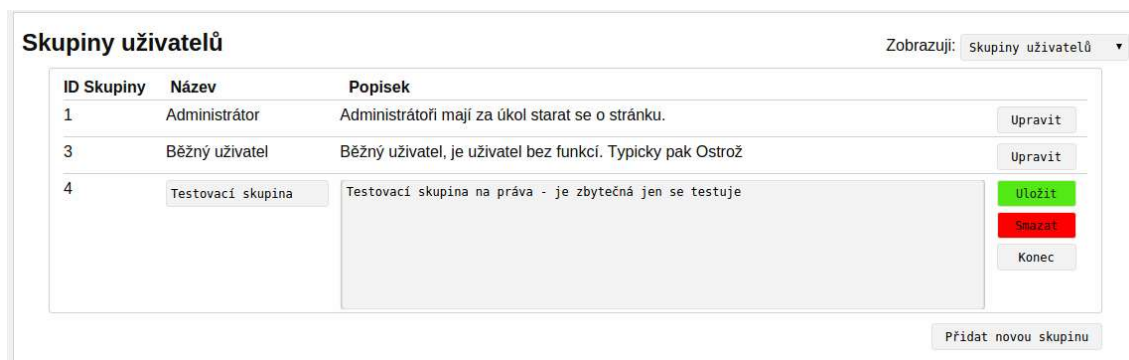 Skupiny uživatelů
Zobrazuji: Skupiny uživatelů
ID Skupiny Název Popisek
1 Administrátor Administrátoři mají za úkol starat se o stránku. Upravit
3 Běžný uživatel Běžný uživatel, je uživatel bez funkcí. Typicky pak Ostrož Upravit
4 Testovací skupina Testovací skupina na práva - je zbytečná jen se testuje Uložit
Smazat
Konec
Přidat novou skupinu